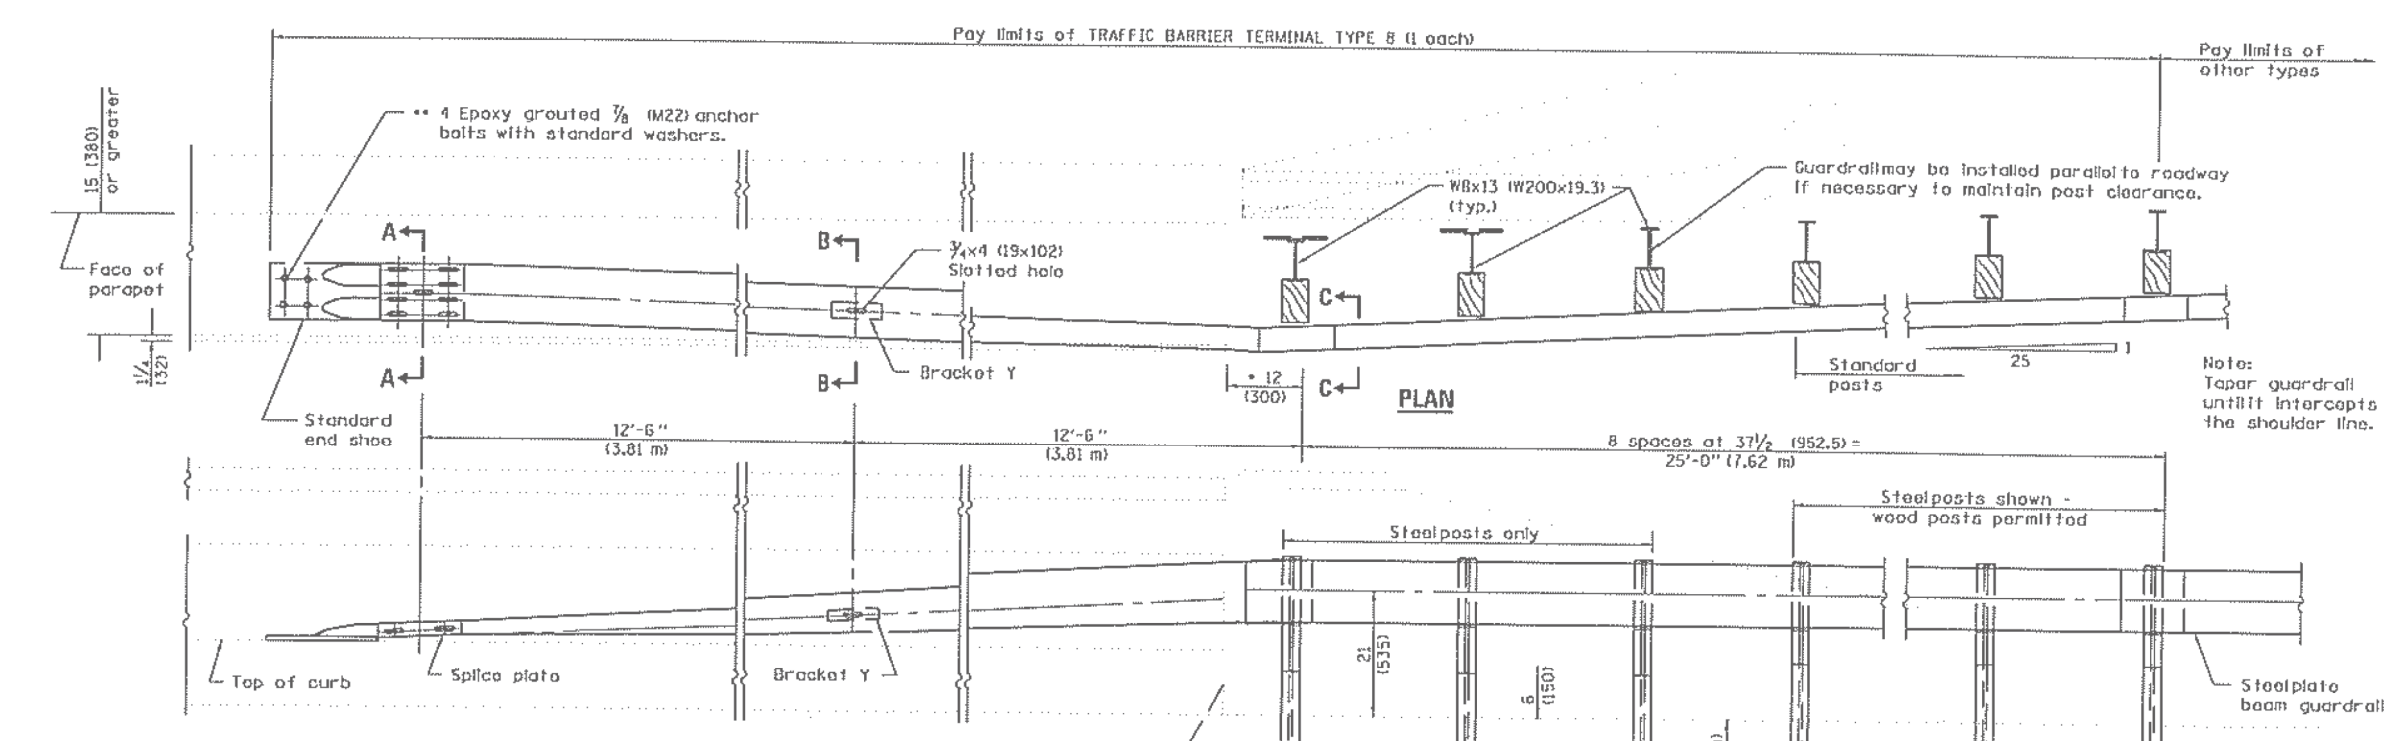 Pay limits of TRAFFIC BARRIER TERMINAL TYPE 8 (1 each)
Pay limits of
other types
15 (380)
or greater
•• 4 Epoxy grouted 7/8 (M22) anchor
bolts with standard washers.
W8x13 (W200x19.3)
(typ.)
Guardrail may be installed parallel to roadway
if necessary to maintain post clearance.
A
B
3/4x4 (19x102)
Slotted hole
Face of
parapet
C
1 1/4
(32)
A
B
Bracket Y
• 12
(300)
C
PLAN
Standard
posts
25
1
Note:
Taper guardrail
until it intercepts
the shoulder line.
Standard
end shoe
12'-6"
(3.81 m)
12'-6"
(3.81 m)
8 spaces at 37 1/2 (952.5) =
25'-0" (7.62 m)
Steel posts shown -
wood posts permitted
Steel posts only
21
(535)
6
(150)
Top of curb
Splice plate
Bracket Y
Steel plate
beam guardrail